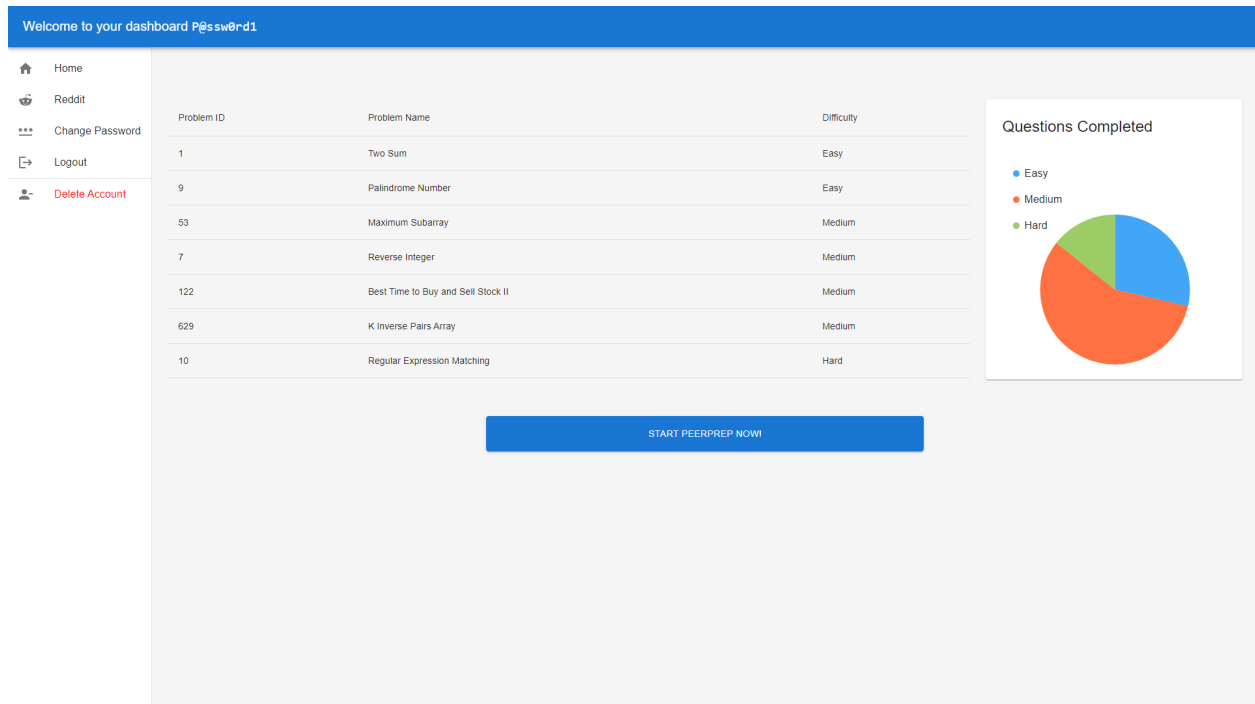 Welcome to your dashboard P@ssw0rd1
Home
Reddit
Change Password
Logout
Delete Account
Problem ID Problem Name Difficulty
1 Two Sum Easy
9 Palindrome Number Easy
53 Maximum Subarray Medium
7 Reverse Integer Medium
122 Best Time to Buy and Sell Stock II Medium
629 K Inverse Pairs Array Medium
10 Regular Expression Matching Hard
Questions Completed
Easy
Medium
Hard
START PEERPREP NOW!